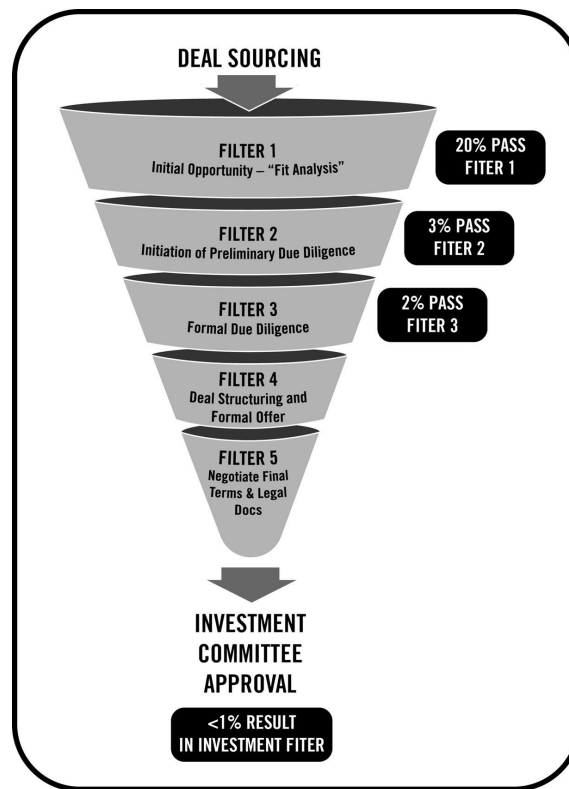 DEAL SOURCING
FILTER 1
Initial Opportunity – “Fit Analysis”
20% PASS
FITER 1
FILTER 2
Initiation of Preliminary Due Diligence
3% PASS
FITER 2
FILTER 3
Formal Due Diligence
2% PASS
FITER 3
FILTER 4
Deal Structuring and
Formal Offer
FILTER 5
Negotiate Final
Terms & Legal
Docs
INVESTMENT
COMMITTEE
APPROVAL
<1% RESULT
IN INVESTMENT FITER